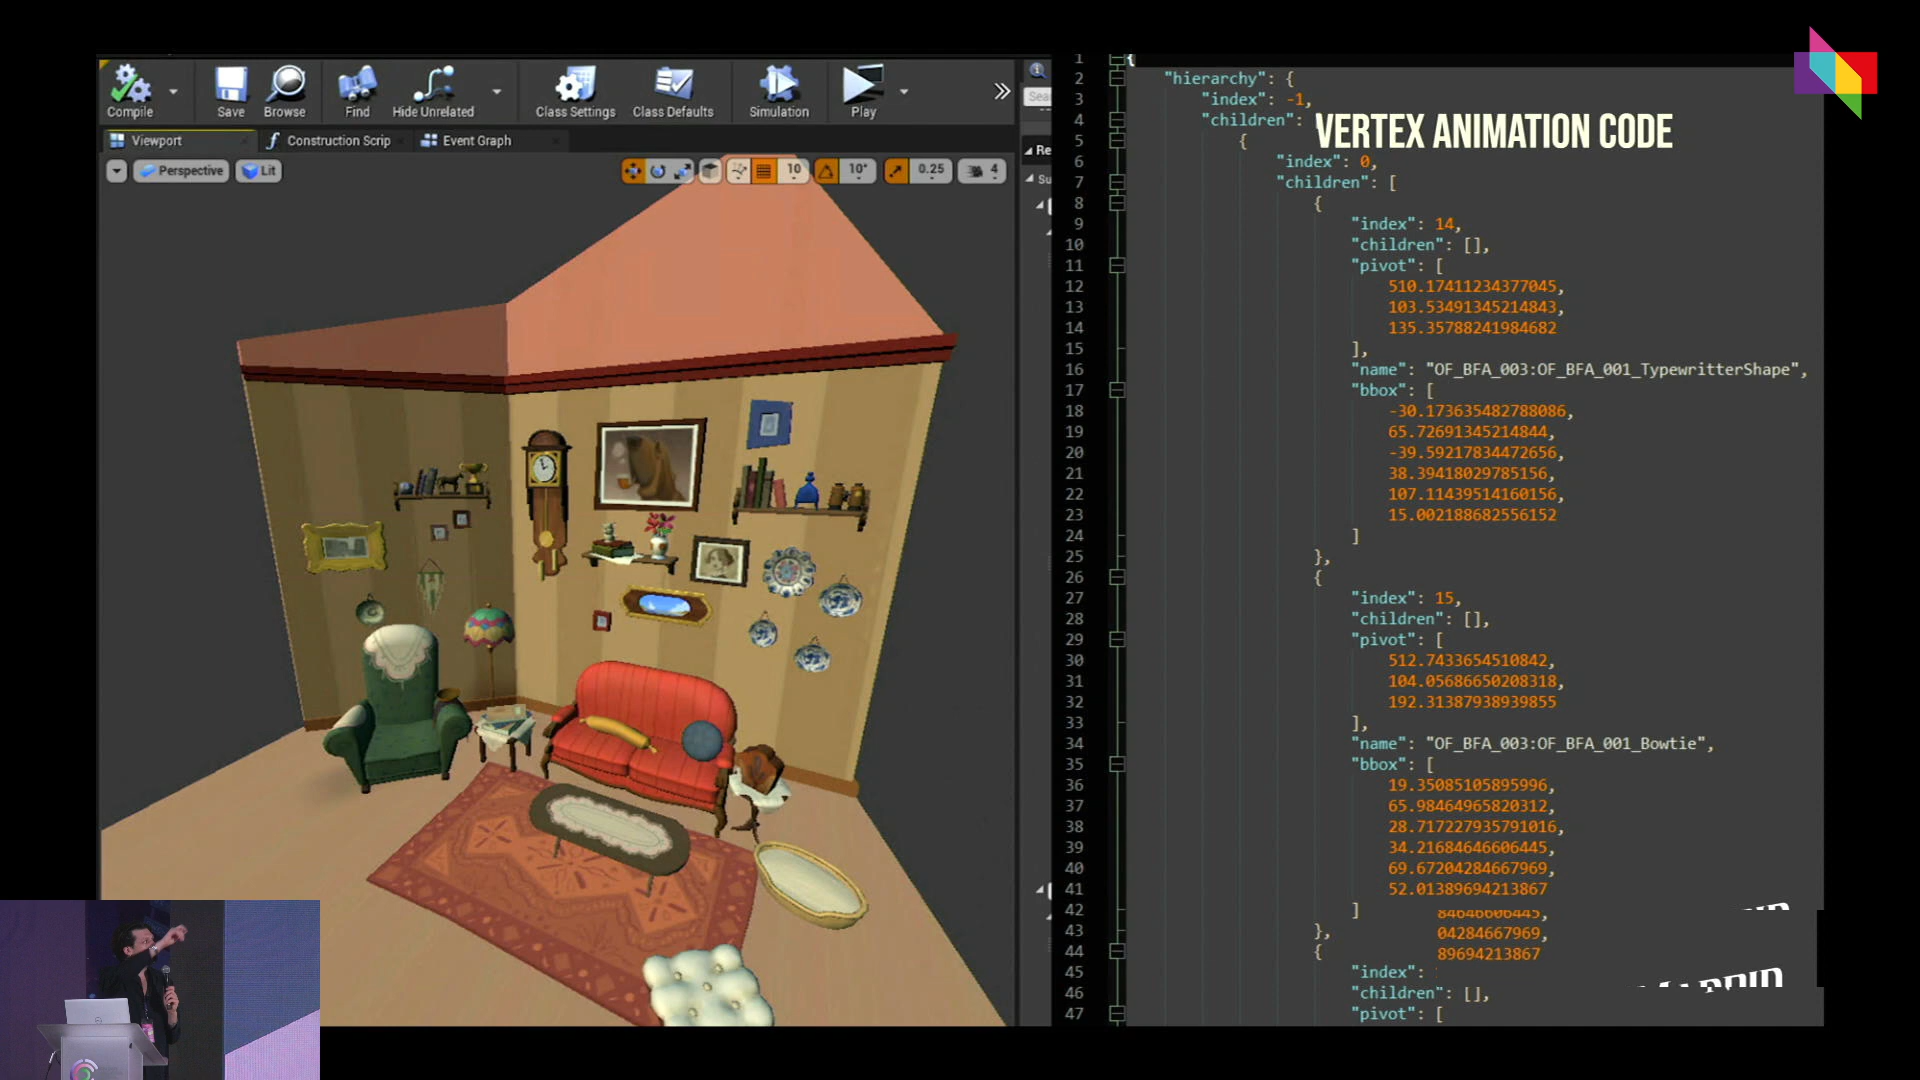 Compile
Save
Browse
Find
Hide Unrelated
Class Settings
Class Defaults
Simulation
Play
Viewport
Construction Scrip
Event Graph
Perspective
Lit
10
10°
0.25
4
Sea
Re
Su
VERTEX ANIMATION CODE
1 {
2 "hierarchy": {
3 "index": -1,
4 "children":
5 {
6 "index": 0,
7 "children": [
8 {
9 "index": 14,
10 "children": [],
11 "pivot": [
12 510.17411234377045,
13 103.53491345214843,
14 135.35788241984682
15 ],
16 "name": "OF_BFA_003:OF_BFA_001_TypewritterShape",
17 "bbox": [
18 -30.173635482788086,
19 65.72691345214844,
20 -39.59217834472656,
21 38.39418029785156,
22 107.11439514160156,
23 15.002188682556152
24 ]
25 },
26 {
27 "index": 15,
28 "children": [],
29 "pivot": [
30 512.7433654510842,
31 104.05686650208318,
32 192.31387938939855
33 ],
34 "name": "OF_BFA_003:OF_BFA_001_Bowtie",
35 "bbox": [
36 19.35085105895996,
37 65.98464965820312,
38 28.717227935791016,
39 34.21684646606445,
40 69.67204284667969,
41 52.01389694213867
42 ]
84646606445,
43 },
04284667969,
44 {
89694213867
45 "index":
46 "children": [],
47 "pivot": [